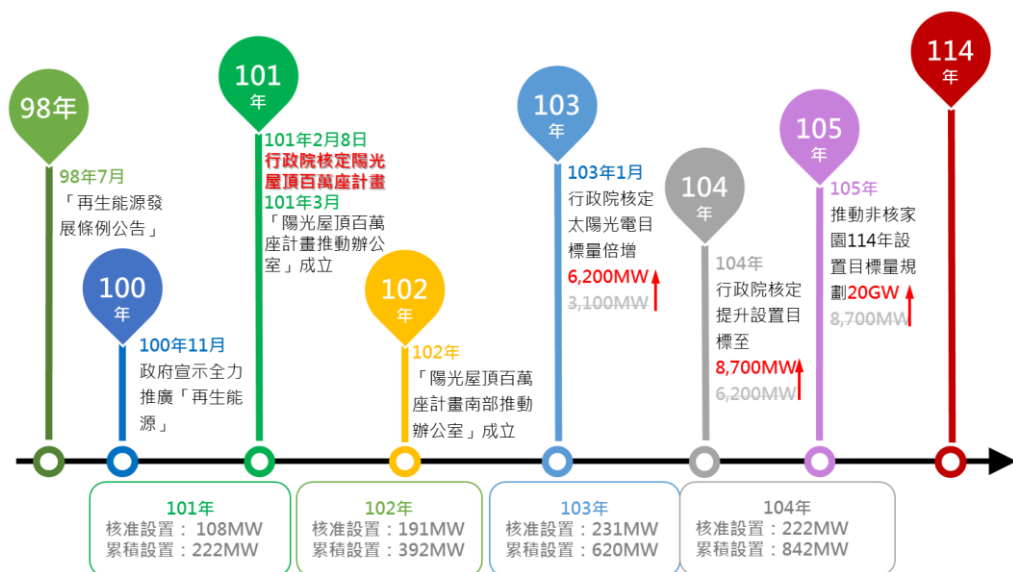 98年
98年7月
「再生能源發
展條例公告」
100
年
100年11月
政府宣示全力
推廣「再生能
源」
101
年
101年2月8日
行政院核定陽光
屋頂百萬座計畫
101年3月
「陽光屋頂百萬
座計畫推動辦公
室」成立
102
年
102年
「陽光屋頂百萬
座計畫南部推動
辦公室」成立
103
年
103年1月
行政院核定
太陽光電目
標量倍增
6,200MW
3,100MW
104
年
104年
行政院核定
提升設置目
標至
8,700MW
6,200MW
105
年
105年
推動非核家
園114年設
置目標量規
劃20GW
8,700MW
114
年
101年
核准設置：108MW
累積設置：222MW
102年
核准設置：191MW
累積設置：392MW
103年
核准設置：231MW
累積設置：620MW
104年
核准設置：222MW
累積設置：842MW